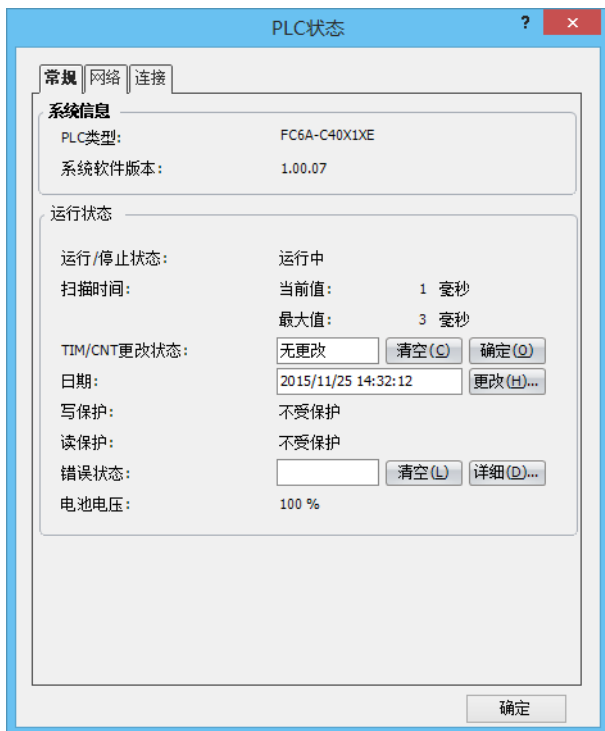 PLC状态 ? ×
常规 网络 连接
系统信息
PLC类型: FC6A-C40X1XE
系统软件版本: 1.00.07
运行状态
运行/停止状态: 运行中
扫描时间: 当前值: 1 毫秒
最大值: 3 毫秒
TIM/CNT更改状态: 无更改 清空(C) 确定(O)
日期: 2015/11/25 14:32:12 更改(H)...
写保护: 不受保护
读保护: 不受保护
错误状态: 清空(L) 详细(D)...
电池电压: 100 %
确定